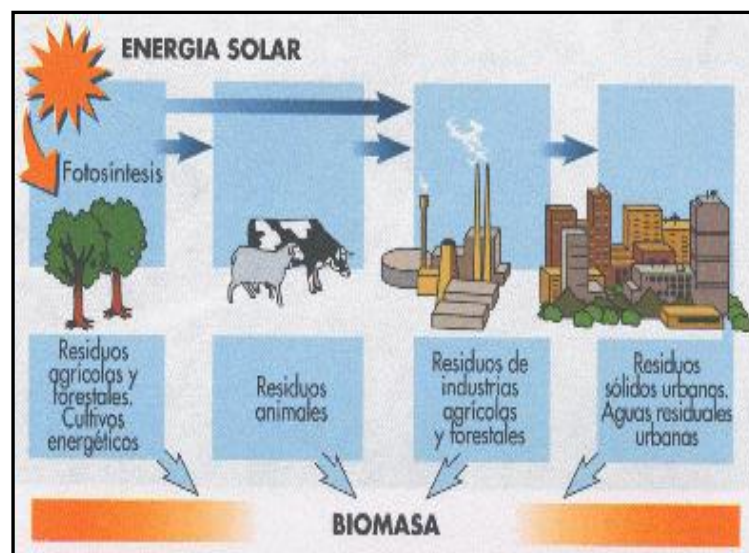 ENERGIA SOLAR
Fotosíntesis
Residuos
agrícolas y
forestales.
Cultivos
energéticos
Residuos
animales
Residuos de
industrias
agrícolas
y forestales
Residuos
sólidos urbanos.
Aguas residuales
urbanas
BIOMASA